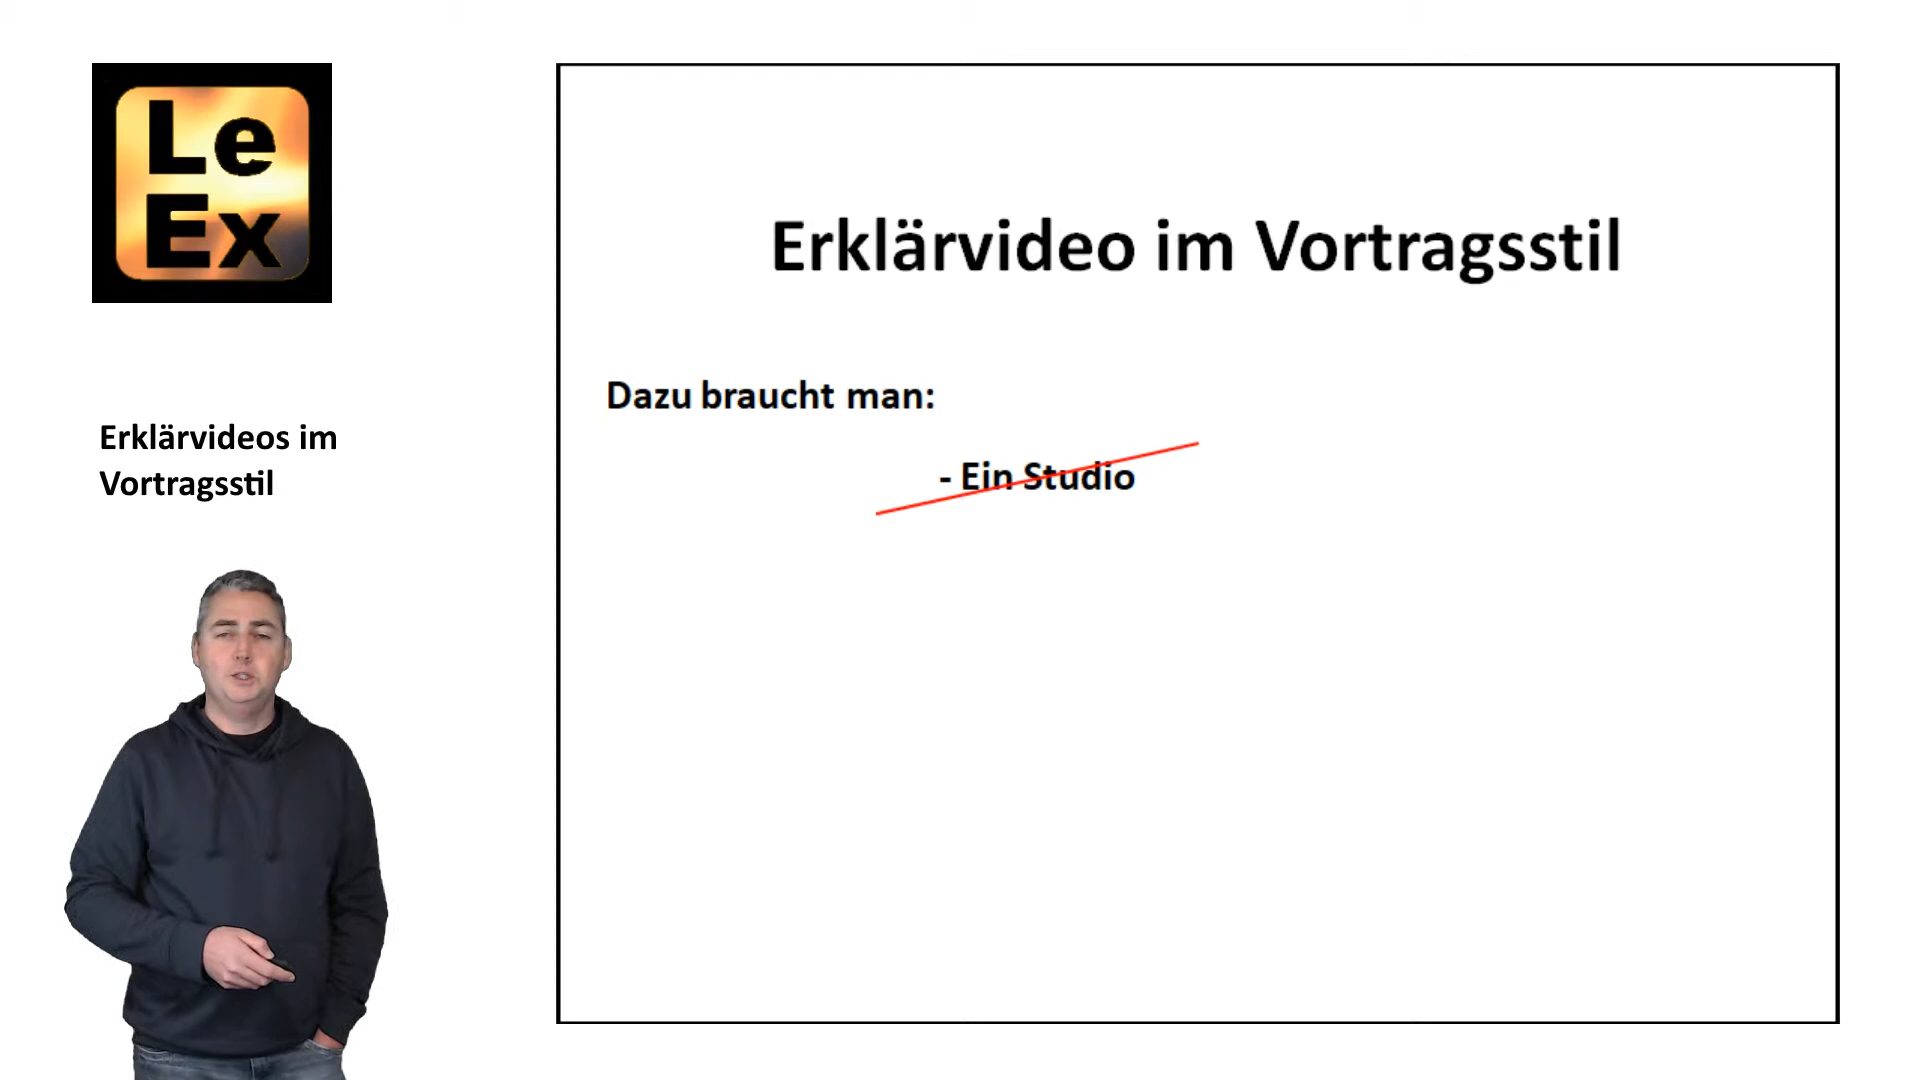 Le
Ex
Erklärvideos im
Vortragsstil
Erklärvideo im Vortragsstil
Dazu braucht man:
- Ein Studio